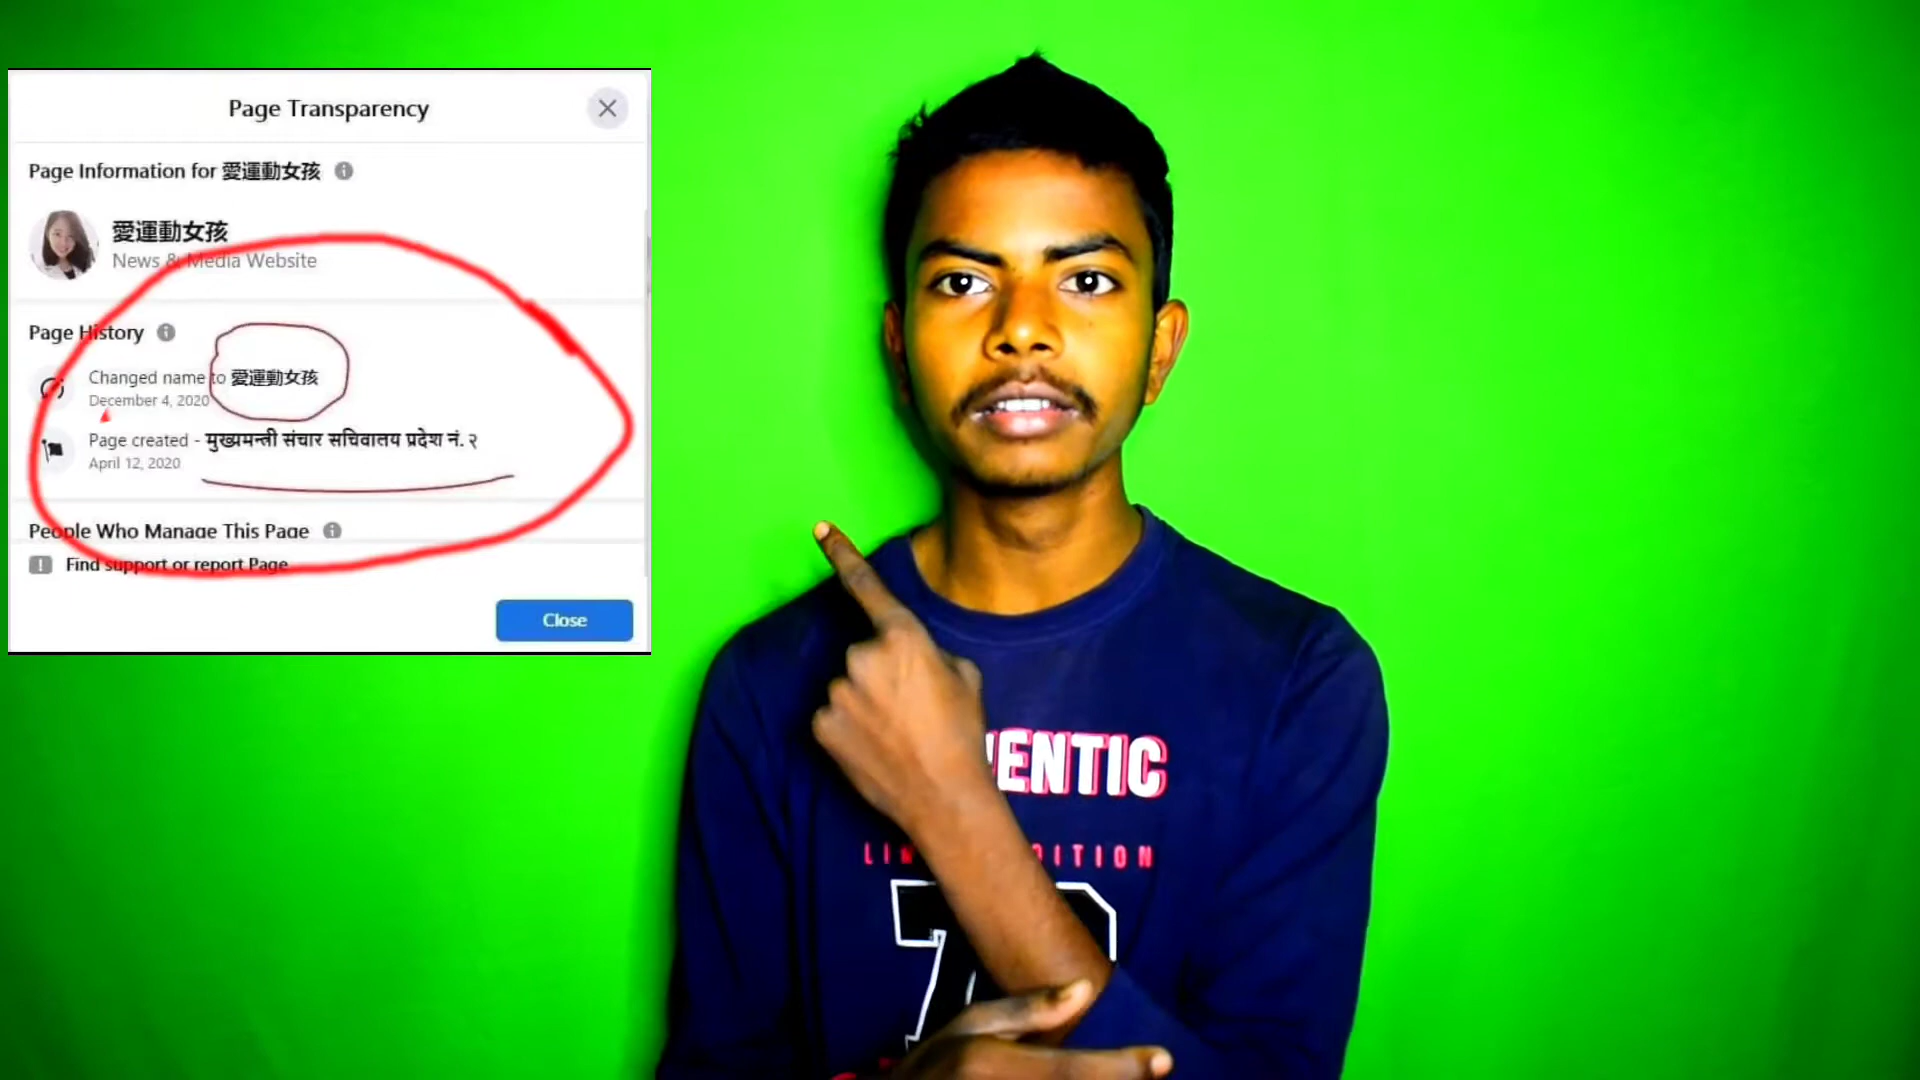 Page Transparency
Page Information for 愛運動女孩
愛運動女孩
News & Media Website
Page History
Changed name to 愛運動女孩
December 4, 2020
Page created - मुख्यमन्त्री संचार सचिवालय प्रदेश नं. २
April 12, 2020
People Who Manage This Page
Find support or report Page
Close
ENTIC